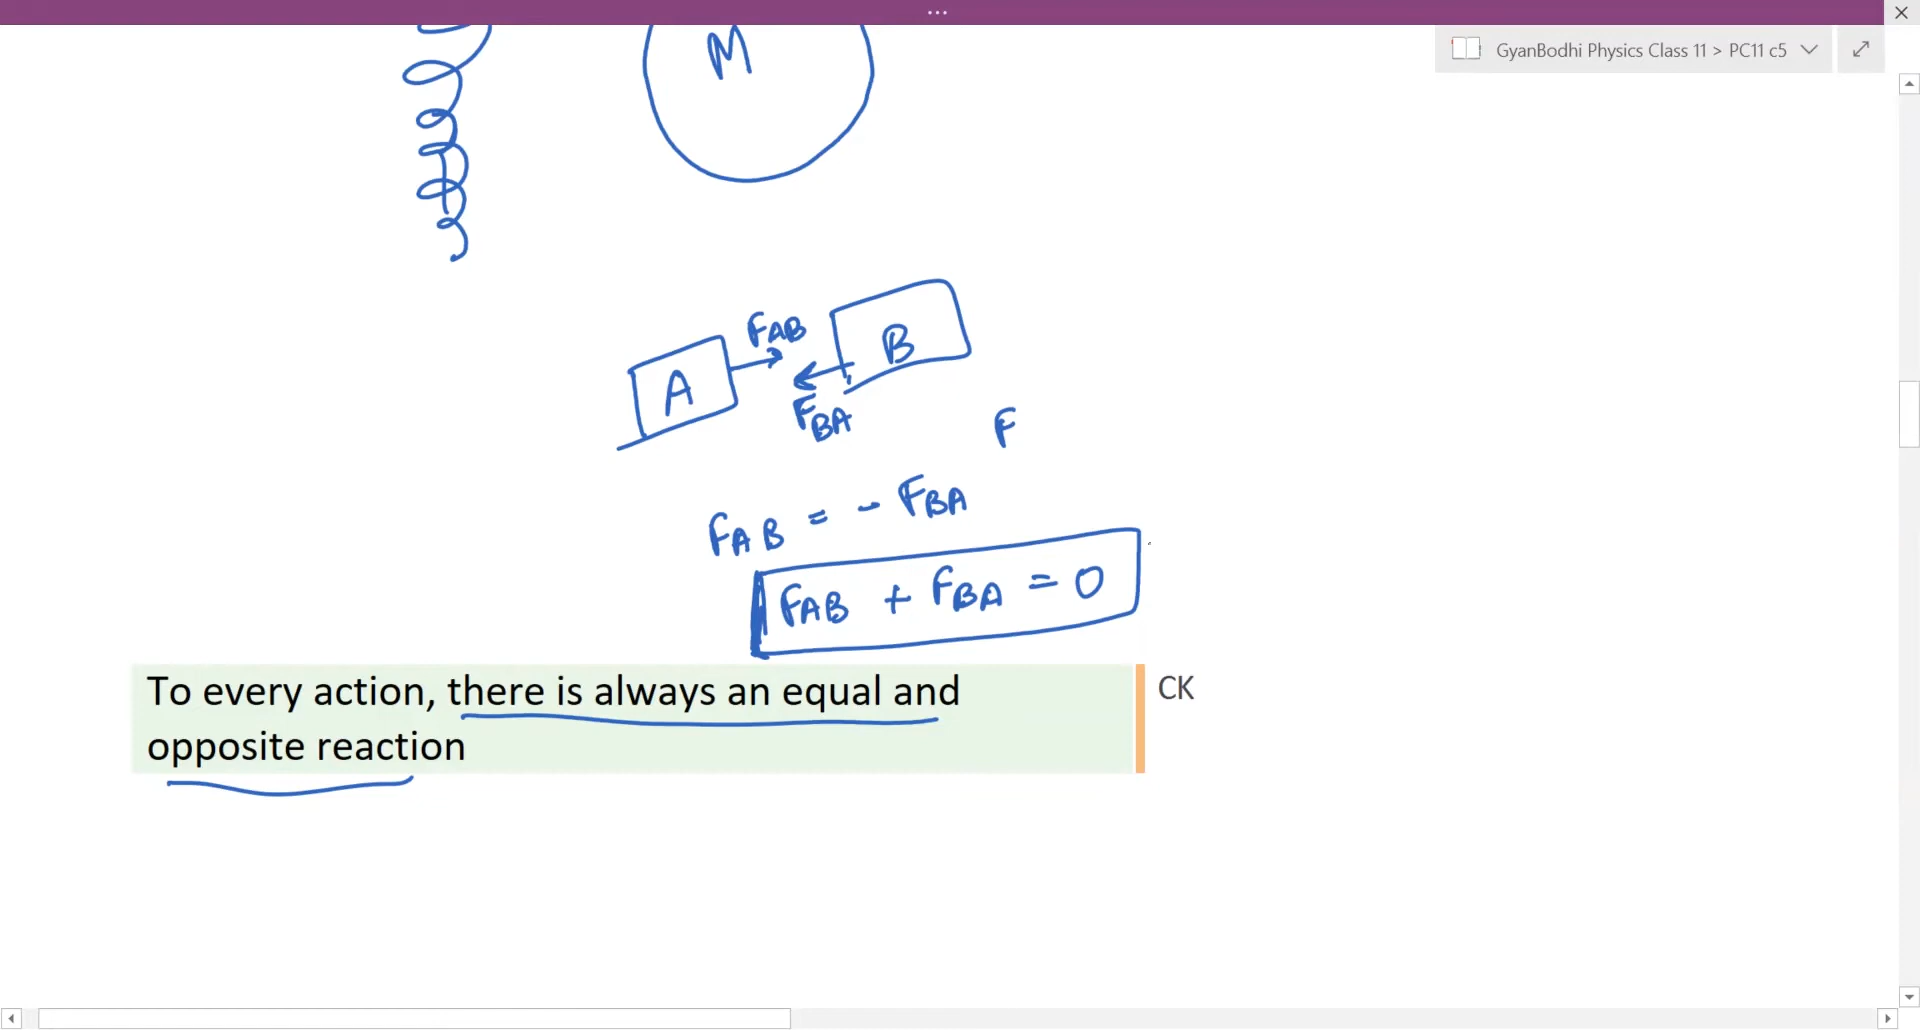 GyanBodhi Physics Class 11 > PC11 c5
M
FAB
B
A
FBA
F
FAB = - FBA
FAB + FBA = 0
To every action, there is always an equal and
opposite reaction
CK